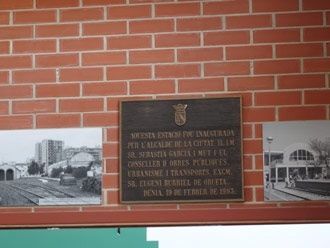 AQUESTA ESTACIÓ FOU INAUGURADA
PER L'ALCALDE DE LA CIUTAT, IL.LM
SR. SEBASTIÀ GARCIA I MUT I EL
CONSELLER D'OBRES PÚBLIQUES,
URBANISME I TRANSPORTS, EXCM.
SR. EUGENI BURRIEL DE ORUETA.
DÉNIA, 19 DE FEBRER DE 1993.